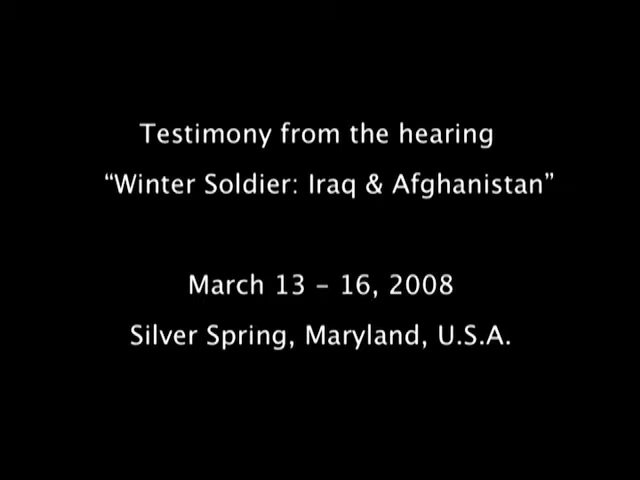 Testimony from the hearing
“Winter Soldier: Iraq & Afghanistan”
March 13 – 16, 2008
Silver Spring, Maryland, U.S.A.